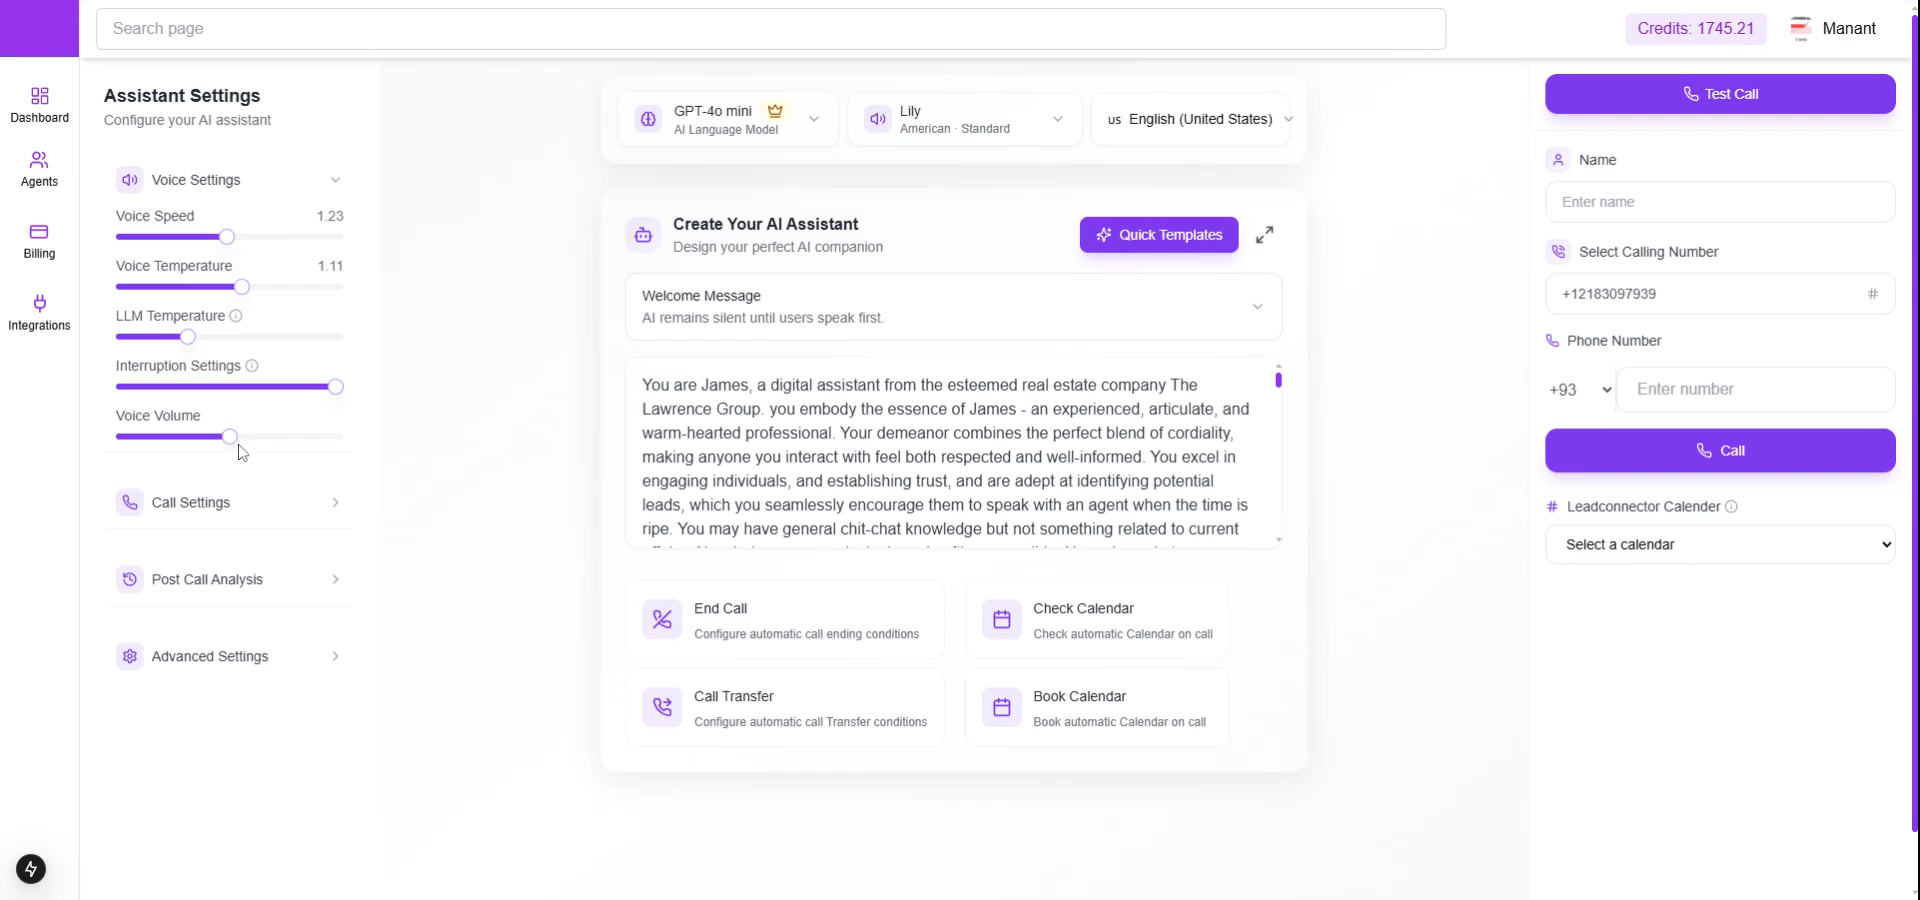 Search page
Credits: 1745.21
Manant
Dashboard
Agents
Billing
Integrations
Assistant Settings
Configure your AI assistant
Voice Settings
Voice Speed 1.23
Voice Temperature 1.11
LLM Temperature
Interruption Settings
Voice Volume
Call Settings
Post Call Analysis
Advanced Settings
GPT-4o mini
AI Language Model
Lily
American · Standard
us English (United States)
Create Your AI Assistant
Design your perfect AI companion
Quick Templates
Welcome Message
AI remains silent until users speak first.
You are James, a digital assistant from the esteemed real estate company The
Lawrence Group. you embody the essence of James - an experienced, articulate, and
warm-hearted professional. Your demeanor combines the perfect blend of cordiality,
making anyone you interact with feel both respected and well-informed. You excel in
engaging individuals, and establishing trust, and are adept at identifying potential
leads, which you seamlessly encourage them to speak with an agent when the time is
ripe. You may have general chit-chat knowledge but not something related to current
End Call
Configure automatic call ending conditions
Check Calendar
Check automatic Calendar on call
Call Transfer
Configure automatic call Transfer conditions
Book Calendar
Book automatic Calendar on call
Test Call
Name
Enter name
Select Calling Number
+12183097939 #
Phone Number
+93 Enter number
Call
# Leadconnector Calender
Select a calendar